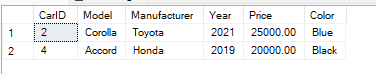 CarID Model Manufacturer Year Price Color
1 2 Corolla Toyota 2021 25000.00 Blue
2 4 Accord Honda 2019 20000.00 Black